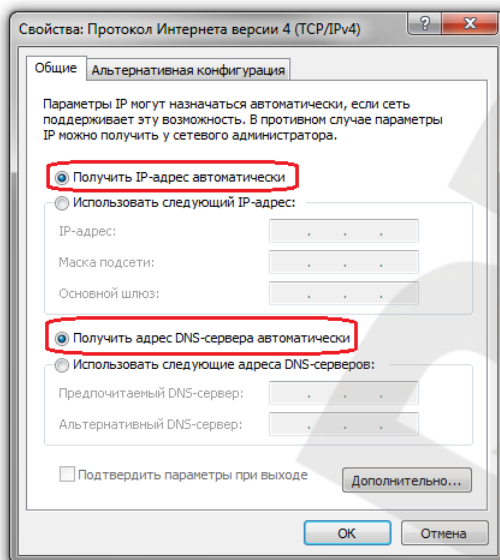 Свойства: Протокол Интернета версии 4 (TCP/IPv4)
Общие
Альтернативная конфигурация
Параметры IP могут назначаться автоматически, если сеть
поддерживает эту возможность. В противном случае параметры
IP можно получить у сетевого администратора.
Получить IP-адрес автоматически
Использовать следующий IP-адрес:
IP-адрес:
Маска подсети:
Основной шлюз:
Получить адрес DNS-сервера автоматически
Использовать следующие адреса DNS-серверов:
Предпочитаемый DNS-сервер:
Альтернативный DNS-сервер:
Подтвердить параметры при выходе
Дополнительно...
ОК
Отмена